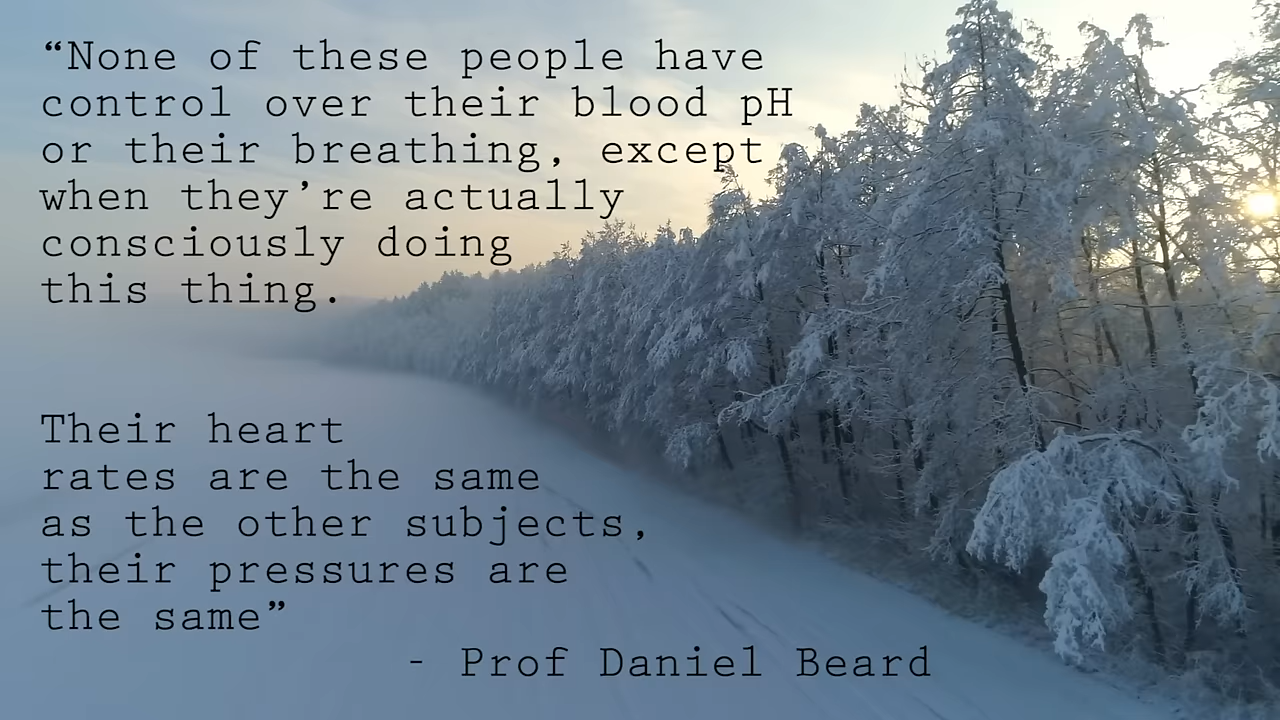 “None of these people have
control over their blood pH
or their breathing, except
when they’re actually
consciously doing
this thing.
Their heart
rates are the same
as the other subjects,
their pressures are
the same”
- Prof Daniel Beard